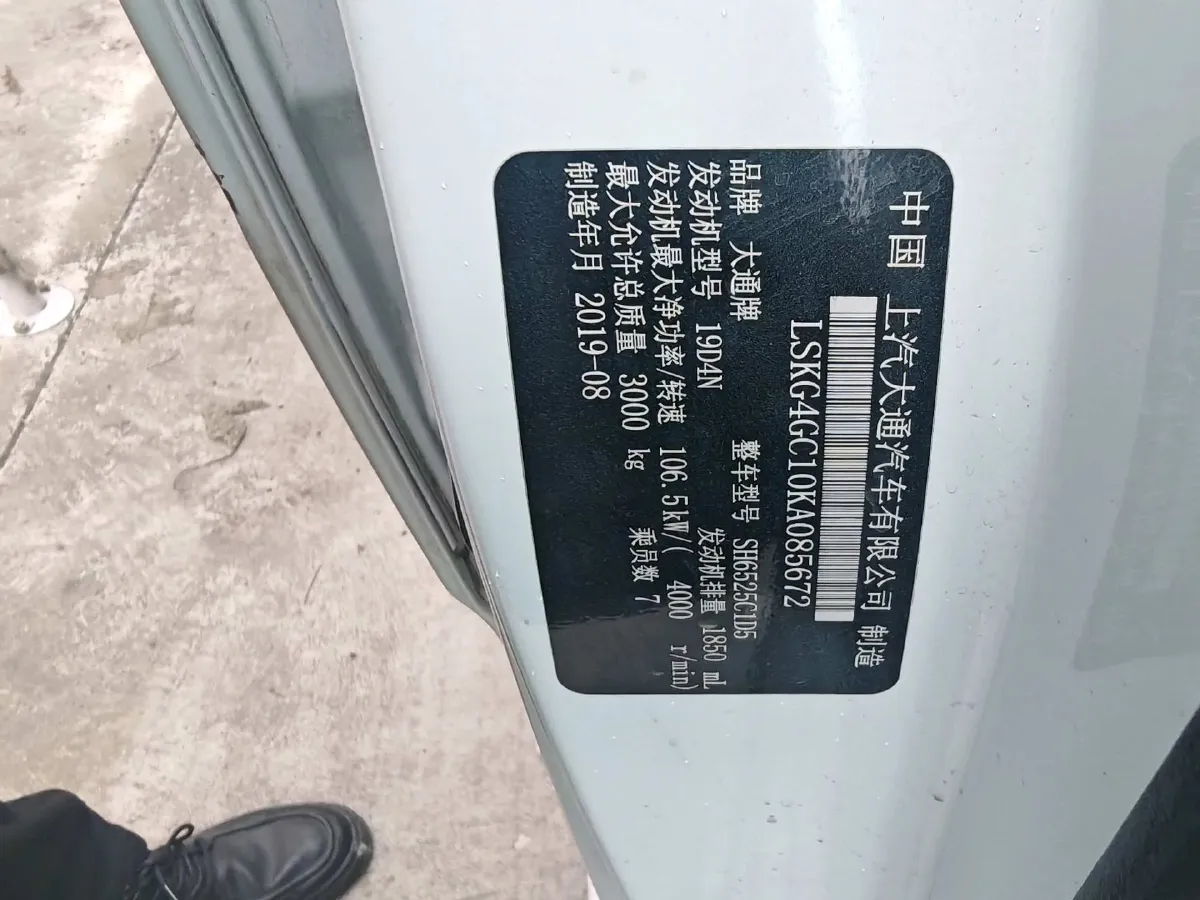 中国 上汽大通汽车有限公司 制造
LSKG4GC10KA085672
品牌 大通牌 整车型号 SH6525C1D5
发动机型号 19D4N 发动机排量 1850 mL
发动机最大净功率/转速 106.5kW/( 4000 r/min)
最大允许总质量 3000 kg 乘员数 7
制造年月 2019-08